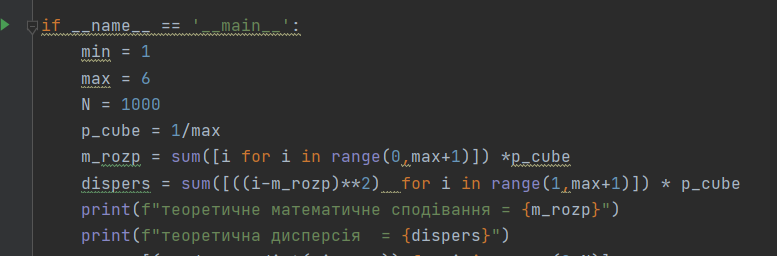 if __name__ == '__main__':
    min = 1
    max = 6
    N = 1000
    p_cube = 1/max
    m_rozp = sum([i for i in range(0,max+1)]) *p_cube
    dispers = sum([((i-m_rozp)**2)  for i in range(1,max+1)]) * p_cube
    print(f"теоретичне математичне сподівання = {m_rozp}")
    print(f"теоретична дисперсія  = {dispers}")